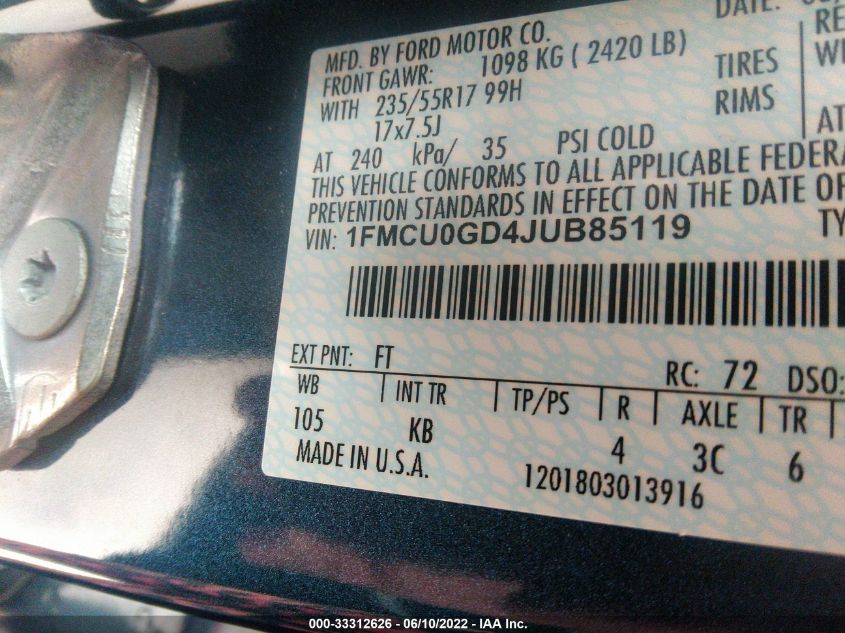 DATE:
MFD. BY FORD MOTOR CO.
FRONT GAWR: 1098 KG ( 2420 LB)
WITH 235/55R17 99H TIRES
17x7.5J RIMS
AT 240 kPa/ 35 PSI COLD AT
THIS VEHICLE CONFORMS TO ALL APPLICABLE
PREVENTION STANDARDS IN EFFECT ON THE DATE OF
VIN: 1FMCU0GD4JUB85119
EXT PNT: FT RC: 72 DSO:
WB INT TR TP/PS R AXLE TR
105 KB 4 3C 6
MADE IN U.S.A. 1201803013916
000-33312626 - 06/10/2022 - IAA Inc.